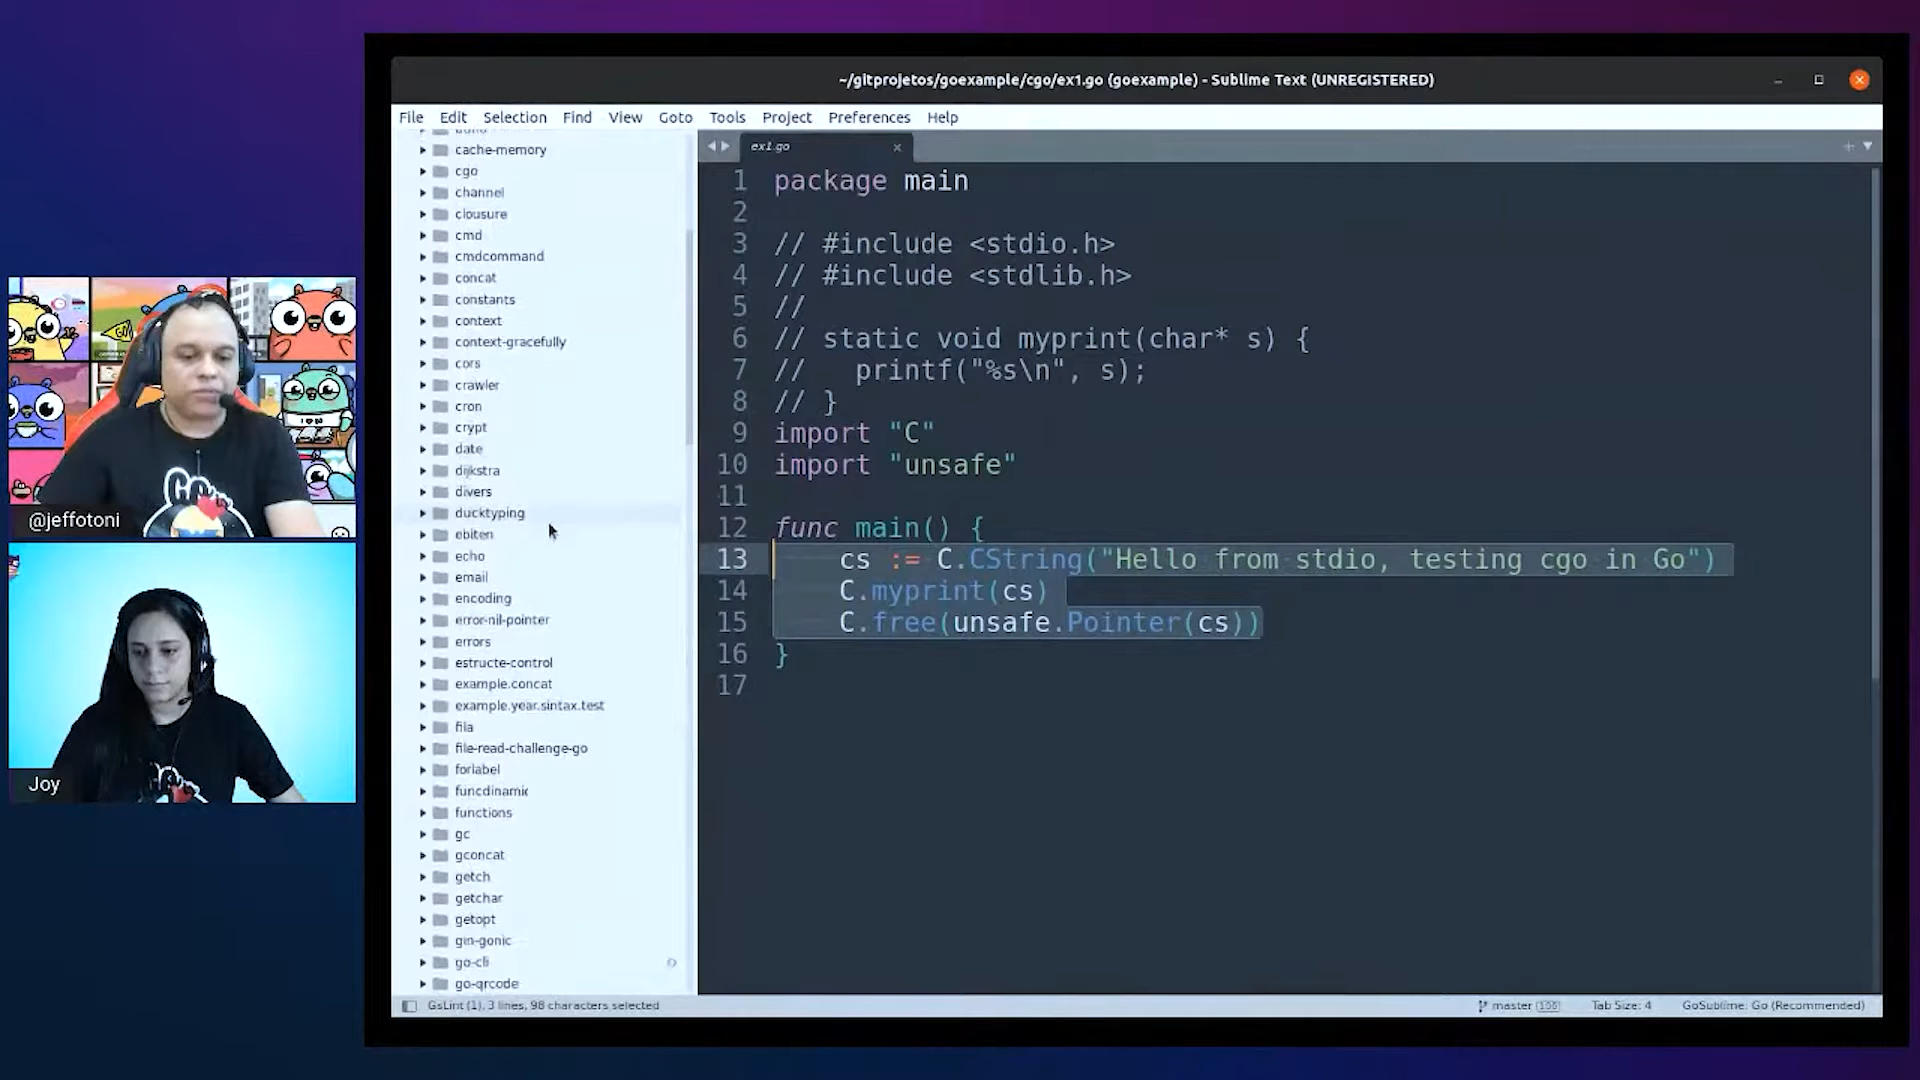 ~/gitprojetos/goexample/cgo/ex1.go (goexample) - Sublime Text (UNREGISTERED)
File Edit Selection Find View Goto Tools Project Preferences Help
cache-memory
cgo
channel
clousure
cmd
cmdcommand
concat
constants
context
context-gracefully
cors
crawler
cron
crypt
date
dijkstra
divers
ducktyping
ebiten
echo
email
encoding
error-nil-pointer
errors
estructe-control
example.concat
example.year.sintax.test
fila
file-read-challenge-go
forlabel
funcdinamic
functions
gc
gconcat
getch
getchar
getopt
gin-gonic
go-cli
go-qrcode
ex1.go
1 package main
2
3 // #include <stdio.h>
4 // #include <stdlib.h>
5 //
6 // static void myprint(char* s) {
7 //   printf("%s\n", s);
8 // }
9 import "C"
10 import "unsafe"
11
12 func main() {
13     cs := C.CString("Hello from stdio, testing cgo in Go")
14     C.myprint(cs)
15     C.free(unsafe.Pointer(cs))
16 }
17
GsLint (1), 3 lines, 98 characters selected
master Tab Size: 4 GoSublime: Go (Recommended)
@jeffotoni
Joy
GO